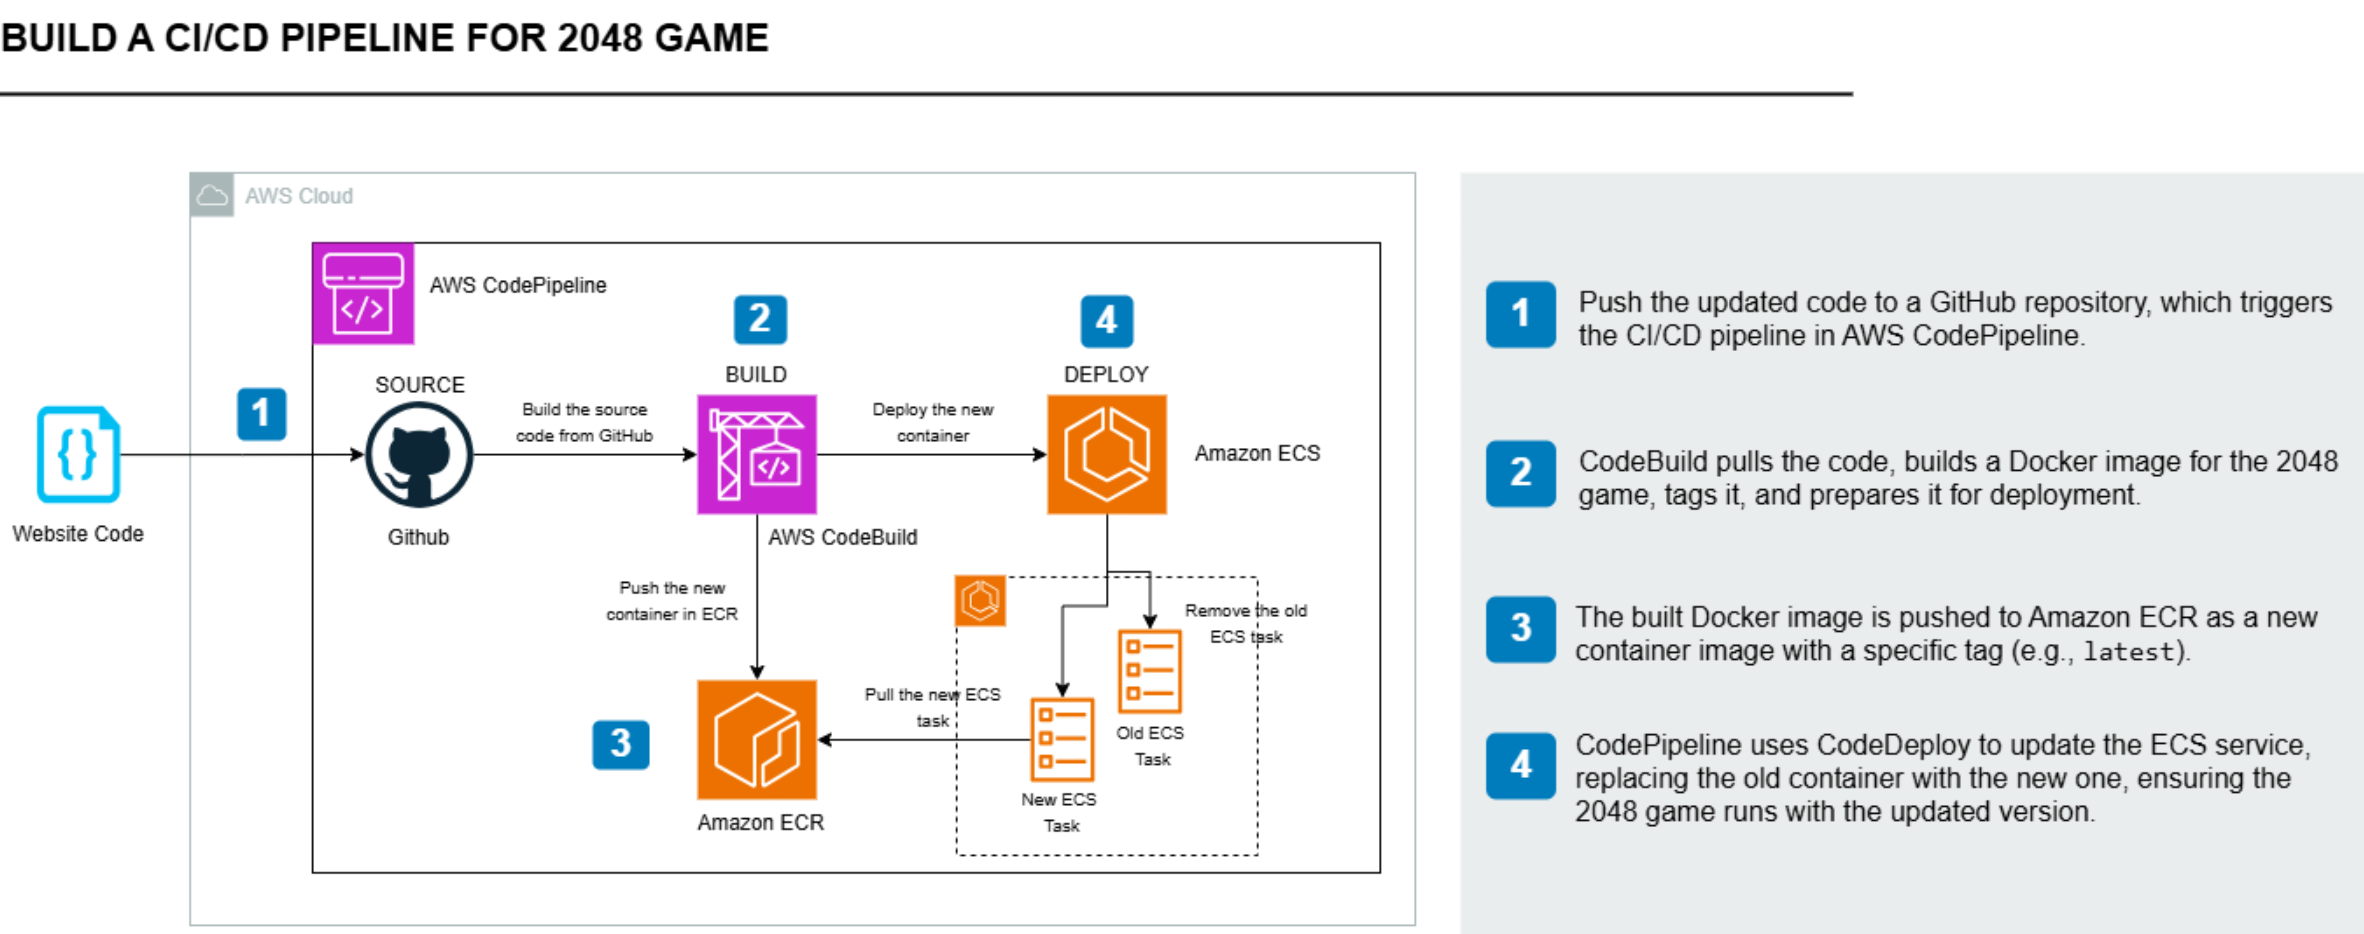 BUILD A CI/CD PIPELINE FOR 2048 GAME
AWS Cloud
AWS CodePipeline
1
SOURCE
Github
Website Code
Build the source
code from GitHub
2
BUILD
AWS CodeBuild
Deploy the new
container
4
DEPLOY
Amazon ECS
Push the new
container in ECR
3
Amazon ECR
Pull the new ECS
task
Remove the old
ECS task
Old ECS
Task
New ECS
Task
1
Push the updated code to a GitHub repository, which triggers
the CI/CD pipeline in AWS CodePipeline.
2
CodeBuild pulls the code, builds a Docker image for the 2048
game, tags it, and prepares it for deployment.
3
The built Docker image is pushed to Amazon ECR as a new
container image with a specific tag (e.g., latest).
4
CodePipeline uses CodeDeploy to update the ECS service,
replacing the old container with the new one, ensuring the
2048 game runs with the updated version.